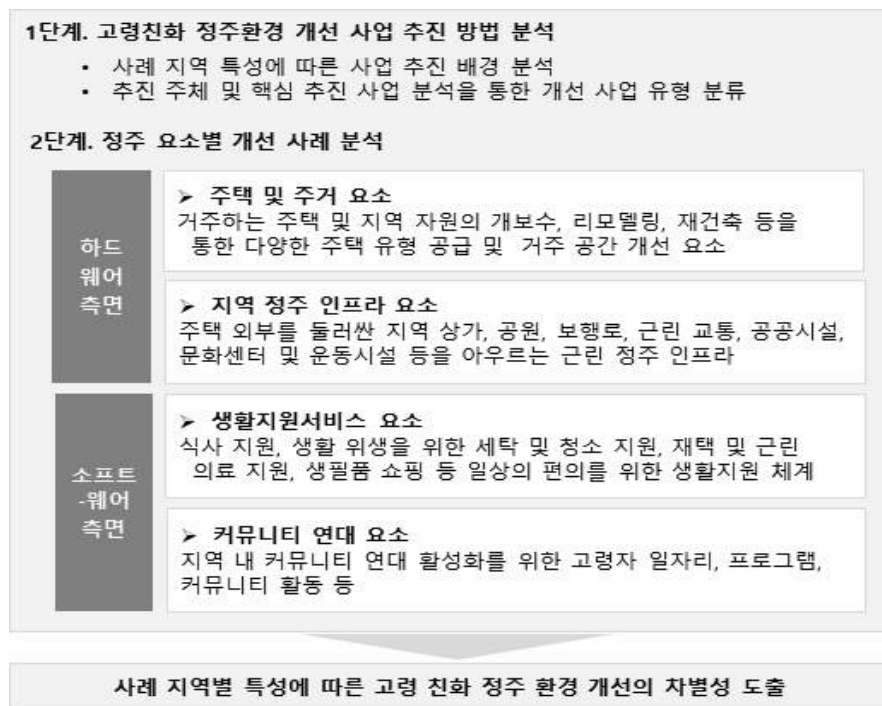 1단계. 고령친화 정주환경 개선 사업 추진 방법 분석
• 사례 지역 특성에 따른 사업 추진 배경 분석
• 추진 주체 및 핵심 추진 사업 분석을 통한 개선 사업 유형 분류
2단계. 정주 요소별 개선 사례 분석
하드
웨어
측면
➢ 주택 및 주거 요소
거주하는 주택 및 지역 자원의 개보수, 리모델링, 재건축 등을
통한 다양한 주택 유형 공급 및 거주 공간 개선 요소
➢ 지역 정주 인프라 요소
주택 외부를 둘러싼 지역 상가, 공원, 보행로, 근린 교통, 공공시설,
문화센터 및 운동시설 등을 아우르는 근린 정주 인프라
소프트
-웨어
측면
➢ 생활지원서비스 요소
식사 지원, 생활 위생을 위한 세탁 및 청소 지원, 재택 및 근린
의료 지원, 생필품 쇼핑 등 일상의 편의를 위한 생활지원 체계
➢ 커뮤니티 연대 요소
지역 내 커뮤니티 연대 활성화를 위한 고령자 일자리, 프로그램,
커뮤니티 활동 등
사례 지역별 특성에 따른 고령 친화 정주 환경 개선의 차별성 도출